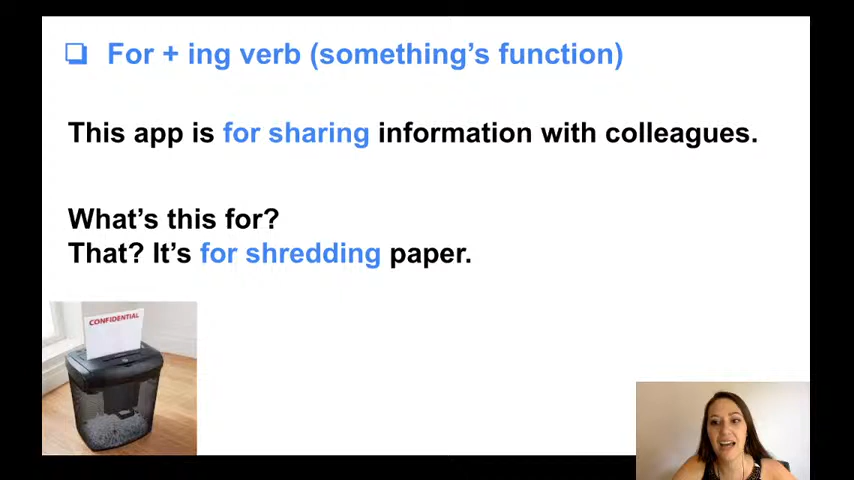 For + ing verb (something's function)
This app is for sharing information with colleagues.
What's this for?
That? It's for shredding paper.
CONFIDENTIAL